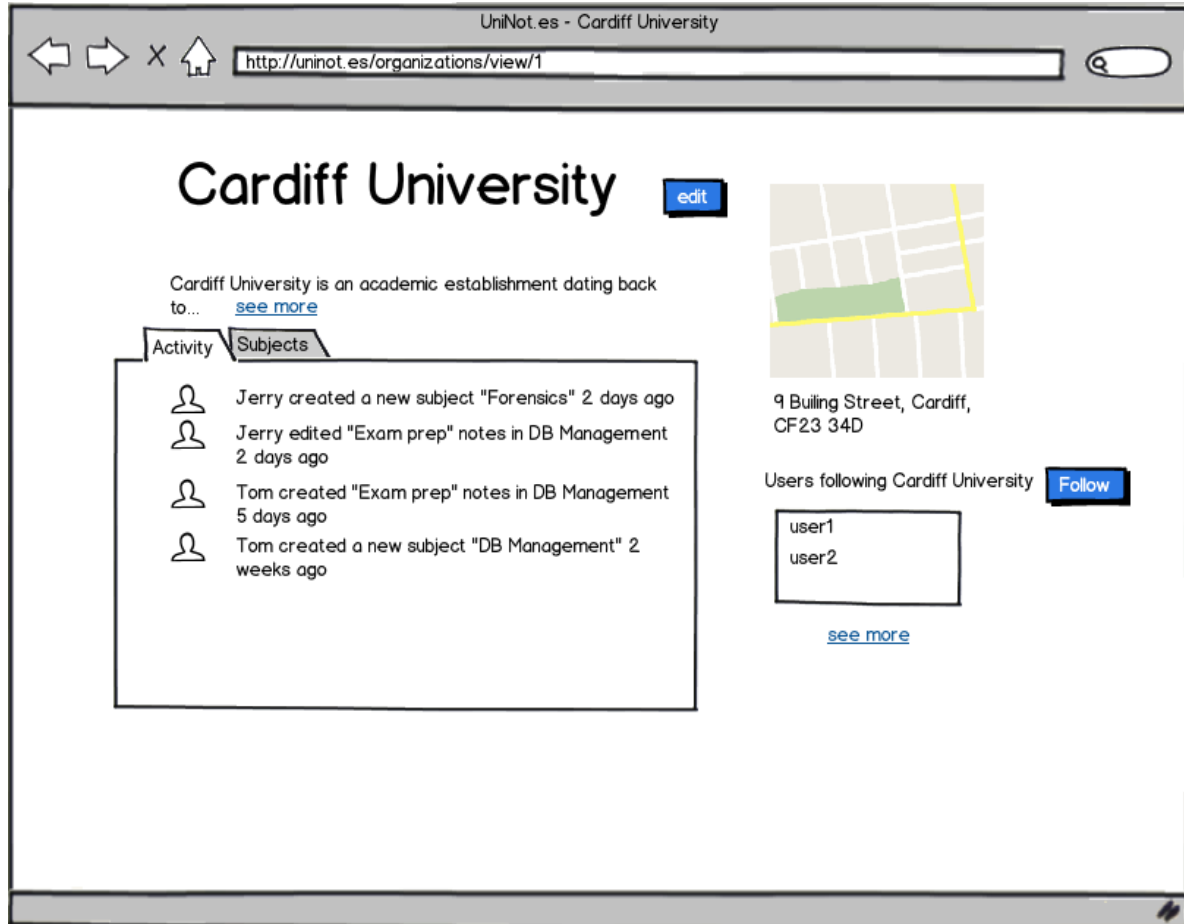 UniNot.es - Cardiff University
http://uninot.es/organizations/view/1
Cardiff University
edit
Cardiff University is an academic establishment dating back
to... see more
Activity
Subjects
Jerry created a new subject "Forensics" 2 days ago
Jerry edited "Exam prep" notes in DB Management
2 days ago
Tom created "Exam prep" notes in DB Management
5 days ago
Tom created a new subject "DB Management" 2
weeks ago
9 Builing Street, Cardiff,
CF23 34D
Users following Cardiff University
Follow
user1
user2
see more